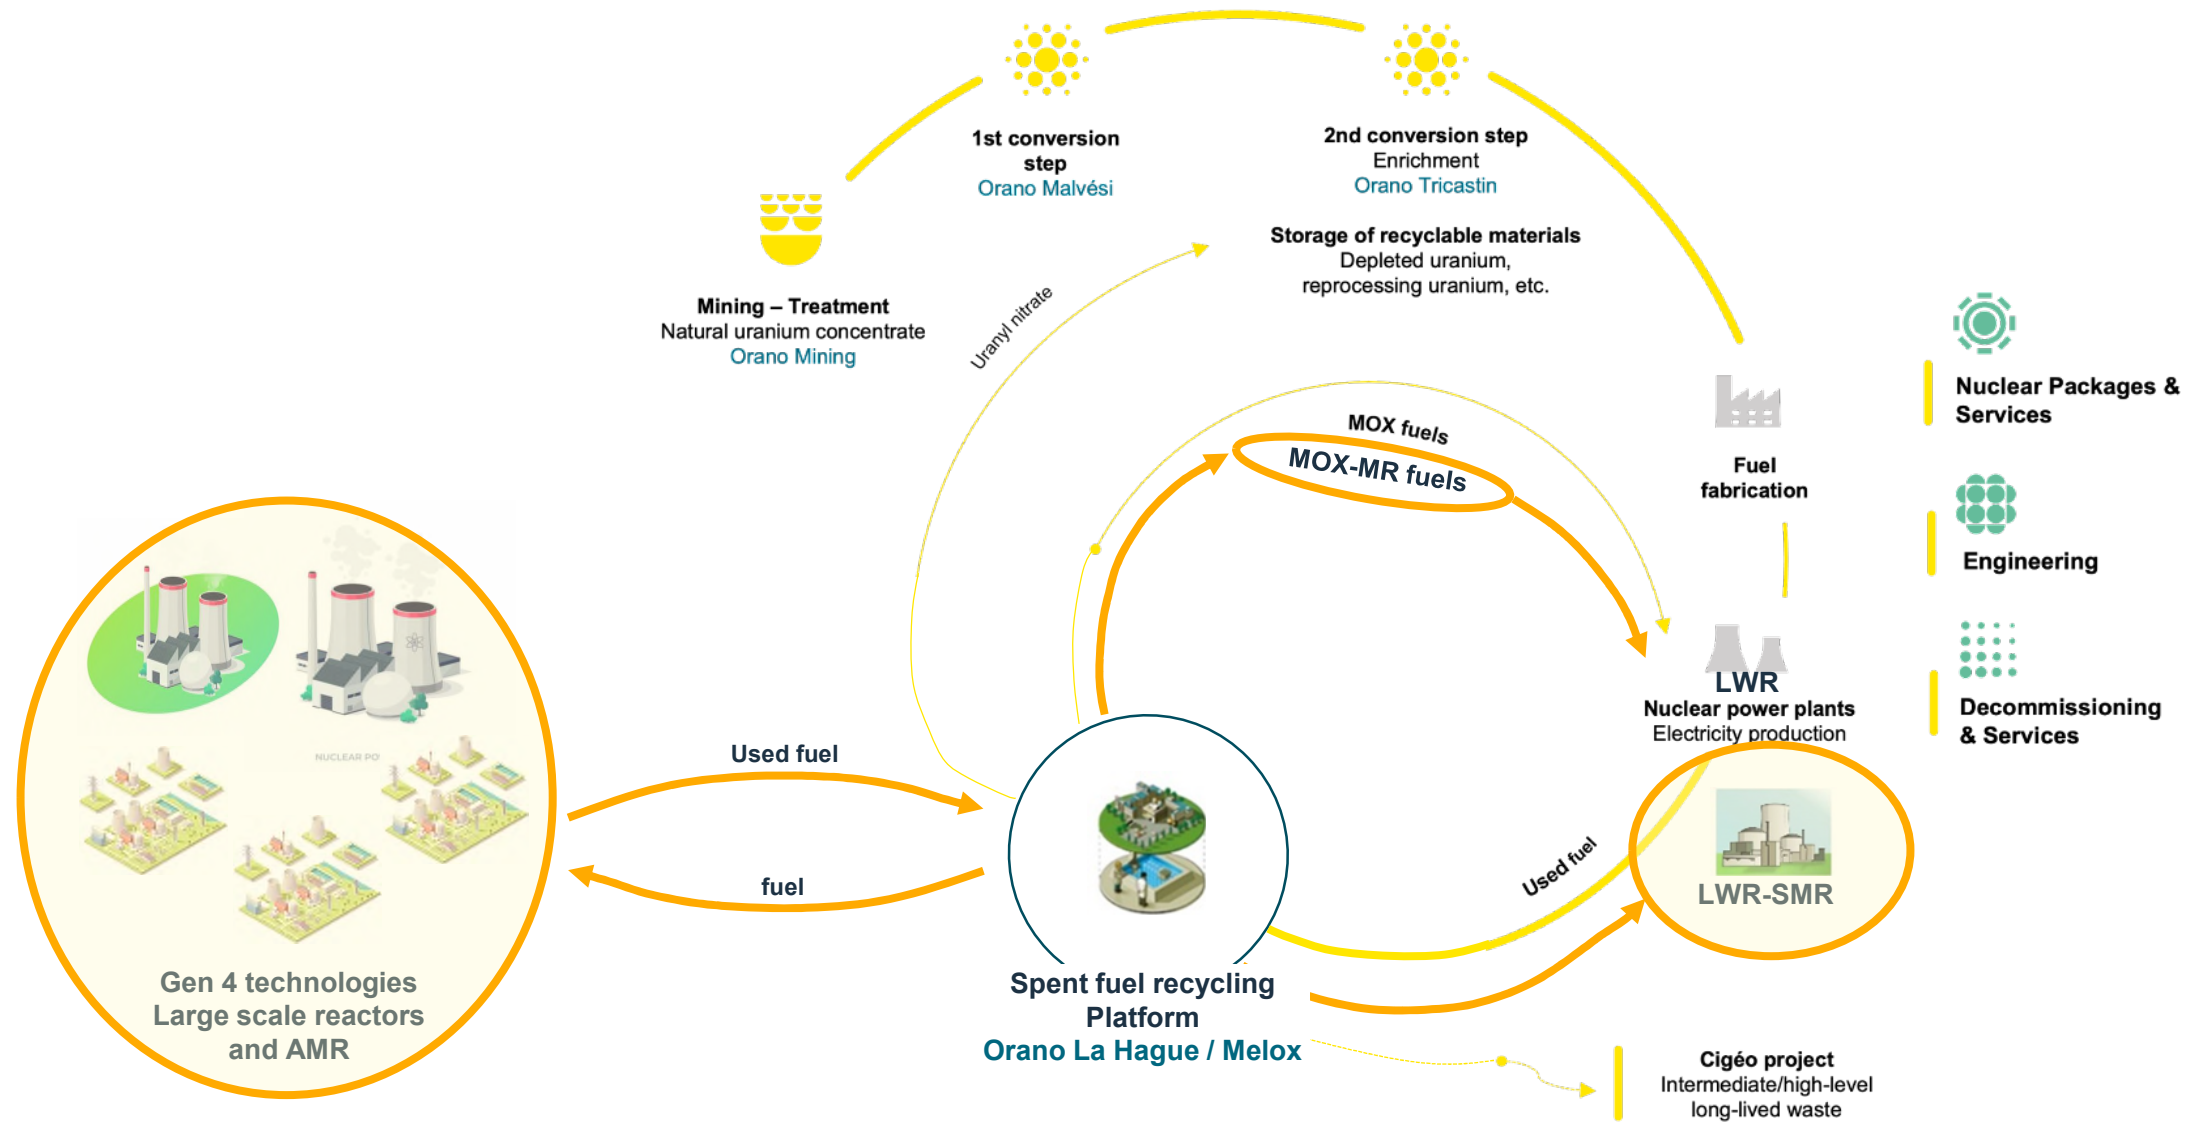 1st conversion
step
Orano Malvési
2nd conversion step
Enrichment
Orano Tricastin
Storage of recyclable materials
Depleted uranium,
reprocessing uranium, etc.
Mining – Treatment
Natural uranium concentrate
Orano Mining
Uranyl nitrate
MOX fuels
MOX-MR fuels
Fuel
fabrication
Nuclear Packages &
Services
Engineering
Decommissioning
& Services
LWR
Nuclear power plants
Electricity production
LWR-SMR
Used fuel
Used fuel
fuel
NUCLEAR PO
Gen 4 technologies
Large scale reactors
and AMR
Spent fuel recycling
Platform
Orano La Hague / Melox
Cigéo project
Intermediate/high-level
long-lived waste